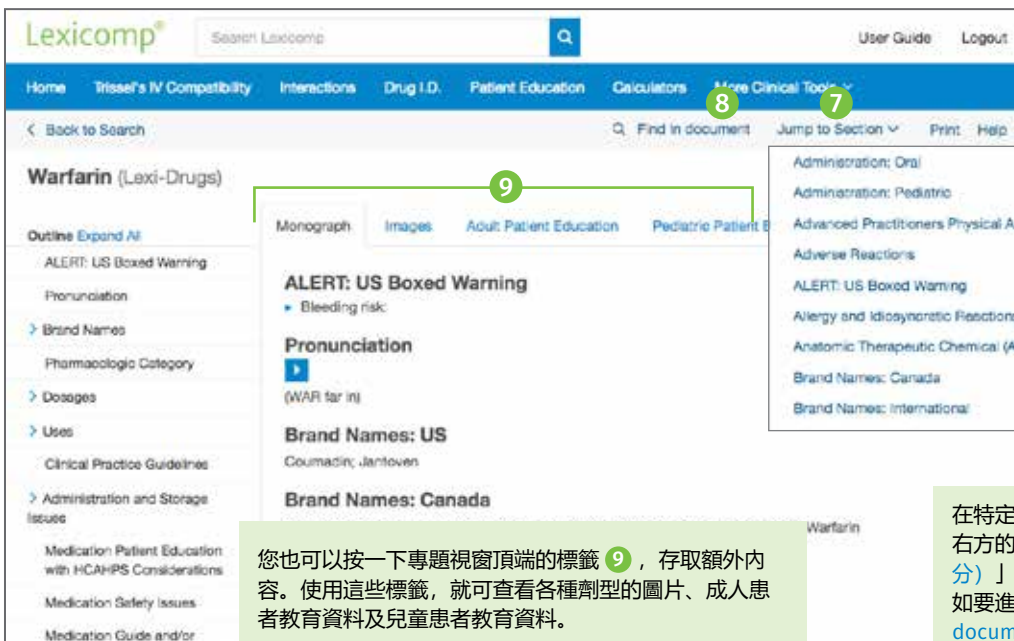 Lexicomp®
Search Lexicomp
User Guide Logout
Home Trissel's IV Compatibility Interactions Drug I.D. Patient Education Calculators More Clinical Tools
8 7
< Back to Search
Find in document Jump to Section Print Help
Warfarin (Lexi-Drugs)
9
Monograph Images Adult Patient Education Pediatric Patient E
Outline Expand All
ALERT: US Boxed Warning
Pronunciation
> Brand Names
Pharmacologic Category
> Dosages
> Uses
Clinical Practice Guidelines
> Administration and Storage
Issues
Medication Patient Education
with HCAHPS Considerations
Medication Safety Issues
Medication Guide and/or
ALERT: US Boxed Warning
Bleeding risk:
Pronunciation
(WAR far in)
Brand Names: US
Coumadin; Jantoven
Brand Names: Canada
Warfarin
Administration: Oral
Administration: Pediatric
Advanced Practitioners Physical A
Adverse Reactions
ALERT: US Boxed Warning
Allergy and Idiosyncratic Reactions
Anatomic Therapeutic Chemical (A
Brand Names: Canada
Brand Names: International
您也可以按一下專題視窗頂端的標籤 9 ，存取額外內
容。使用這些標籤，就可查看各種劑型的圖片、成人患
者教育資料及兒童患者教育資料。
在特定
右方的
分）」
如要進
docum